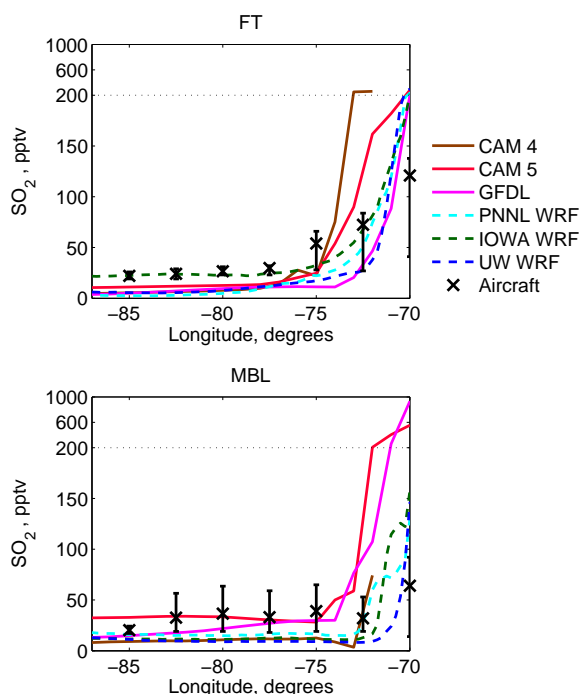 FT
1000
600
200
150
100
50
0
SO2, pptv
−85 −80 −75 −70
Longitude, degrees
CAM 4
CAM 5
GFDL
PNNL WRF
IOWA WRF
UW WRF
Aircraft
MBL
1000
600
200
150
100
50
0
SO2, pptv
−85 −80 −75 −70
Longitude, degrees